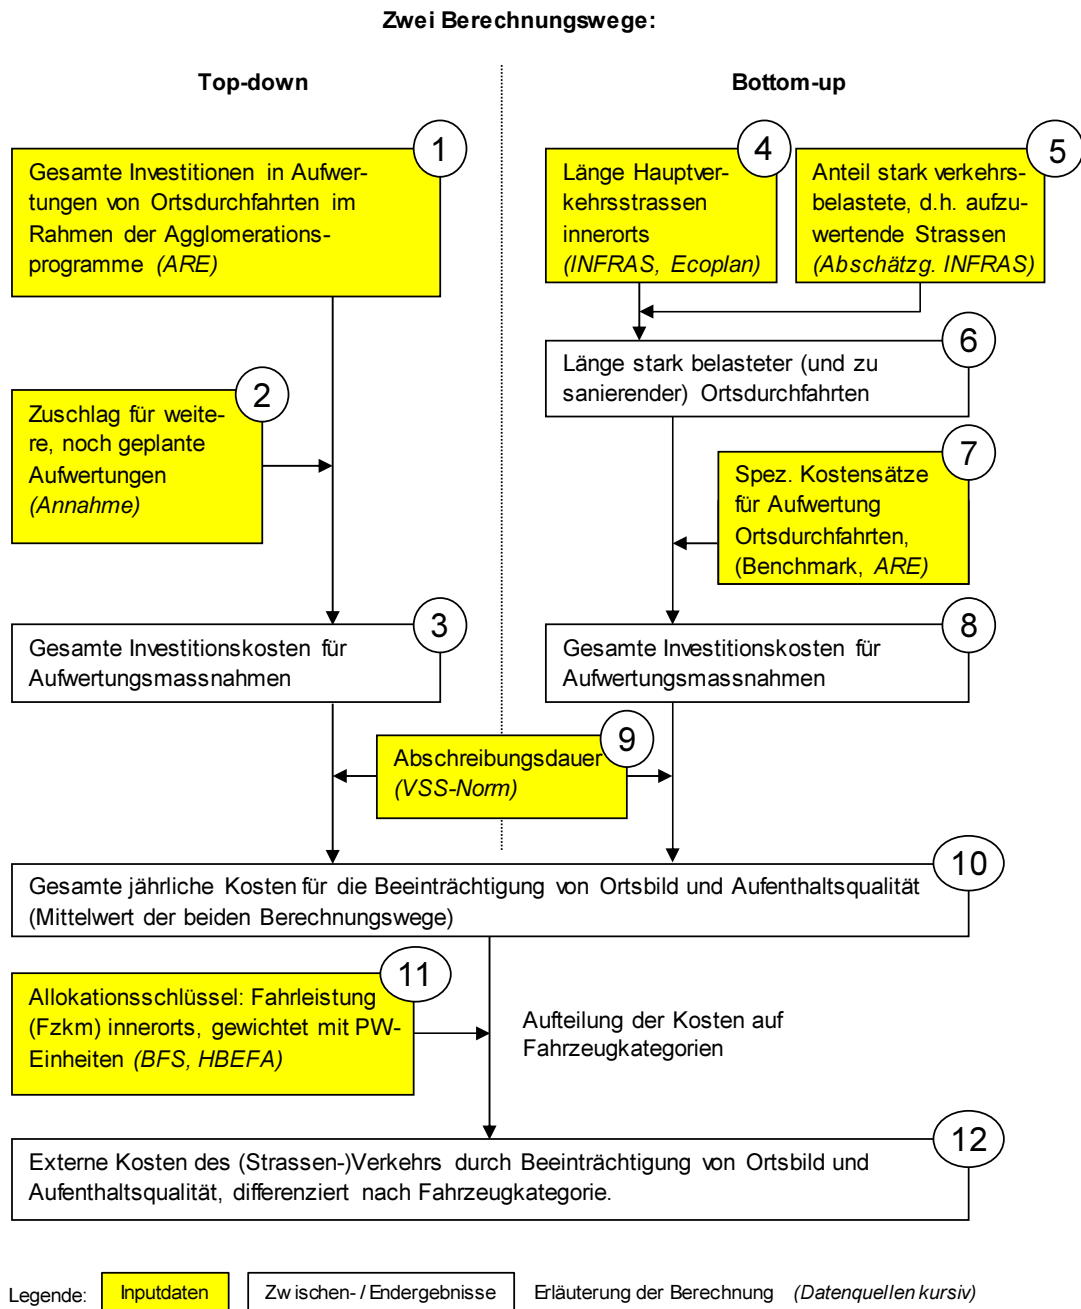 Zwei Berechnungswege:
Top-down
Bottom-up
1
Gesamte Investitionen in Aufwer-
tungen von Ortsdurchfahrten im
Rahmen der Agglomerations-
programme (ARE)
4
Länge Hauptver-
kehrsstrassen
innerorts
(INFRAS, Ecoplan)
5
Anteil stark verkehrs-
belastete, d.h. aufzu-
wertende Strassen
(Abschätzg. INFRAS)
6
Länge stark belasteter (und zu
sanierender) Ortsdurchfahrten
2
Zuschlag für weite-
re, noch geplante
Aufwertungen
(Annahme)
7
Spez. Kostensätze
für Aufwertung
Ortsdurchfahrten,
(Benchmark, ARE)
3
Gesamte Investitionskosten für
Aufwertungsmassnahmen
8
Gesamte Investitionskosten für
Aufwertungsmassnahmen
9
Abschreibungsdauer
(VSS-Norm)
10
Gesamte jährliche Kosten für die Beeinträchtigung von Ortsbild und Aufenthaltsqualität
(Mittelwert der beiden Berechnungswege)
11
Allokationsschlüssel: Fahrleistung
(Fzkm) innerorts, gewichtet mit PW-
Einheiten (BFS, HBEFA)
Aufteilung der Kosten auf
Fahrzeugkategorien
12
Externe Kosten des (Strassen-)Verkehrs durch Beeinträchtigung von Ortsbild und
Aufenthaltsqualität, differenziert nach Fahrzeugkategorie.
Legende: Inputdaten Zwischen- / Endergebnisse Erläuterung der Berechnung (Datenquellen kursiv)